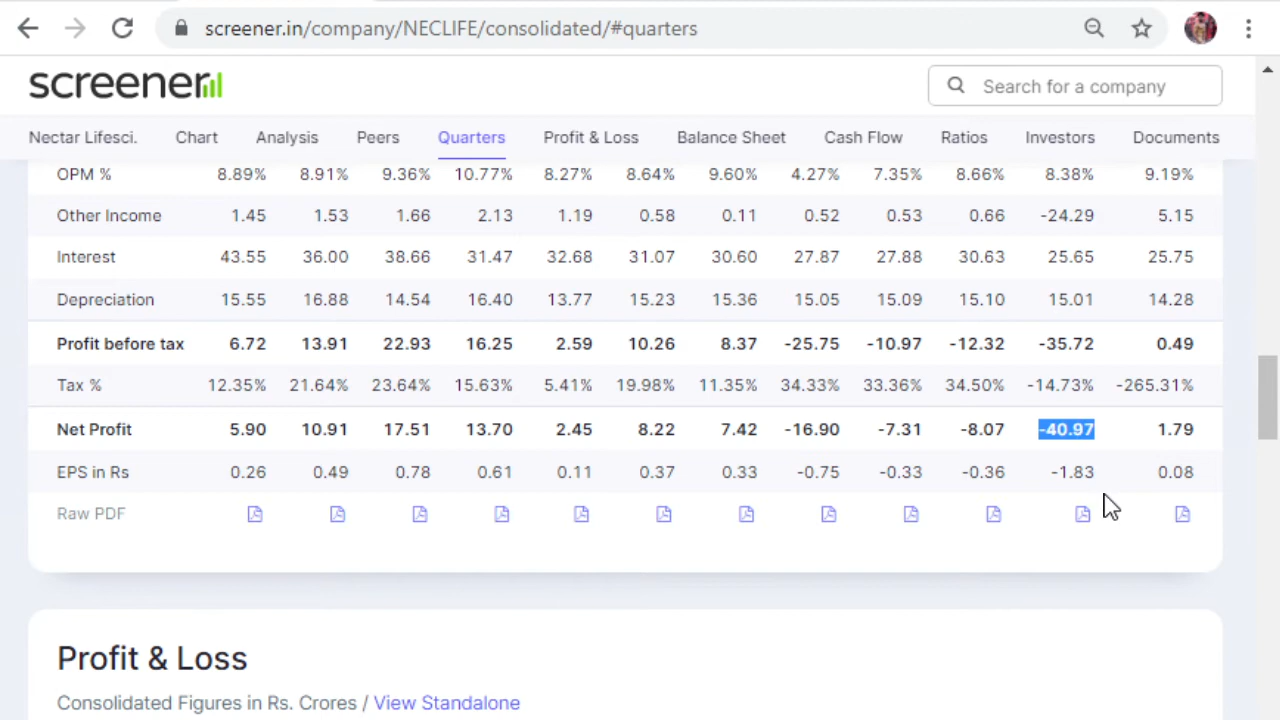 screener.in/company/NECLIFE/consolidated/#quarters
screener
Search for a company
Nectar Lifesci. Chart Analysis Peers Quarters Profit & Loss Balance Sheet Cash Flow Ratios Investors Documents
OPM % 8.89% 8.91% 9.36% 10.77% 8.27% 8.64% 9.60% 4.27% 7.35% 8.66% 8.38% 9.19%
Other Income 1.45 1.53 1.66 2.13 1.19 0.58 0.11 0.52 0.53 0.66 -24.29 5.15
Interest 43.55 36.00 38.66 31.47 32.68 31.07 30.60 27.87 27.88 30.63 25.65 25.75
Depreciation 15.55 16.88 14.54 16.40 13.77 15.23 15.36 15.05 15.09 15.10 15.01 14.28
Profit before tax 6.72 13.91 22.93 16.25 2.59 10.26 8.37 -25.75 -10.97 -12.32 -35.72 0.49
Tax % 12.35% 21.64% 23.64% 15.63% 5.41% 19.98% 11.35% 34.33% 33.36% 34.50% -14.73% -265.31%
Net Profit 5.90 10.91 17.51 13.70 2.45 8.22 7.42 -16.90 -7.31 -8.07 -40.97 1.79
EPS in Rs 0.26 0.49 0.78 0.61 0.11 0.37 0.33 -0.75 -0.33 -0.36 -1.83 0.08
Raw PDF
Profit & Loss
Consolidated Figures in Rs. Crores / View Standalone